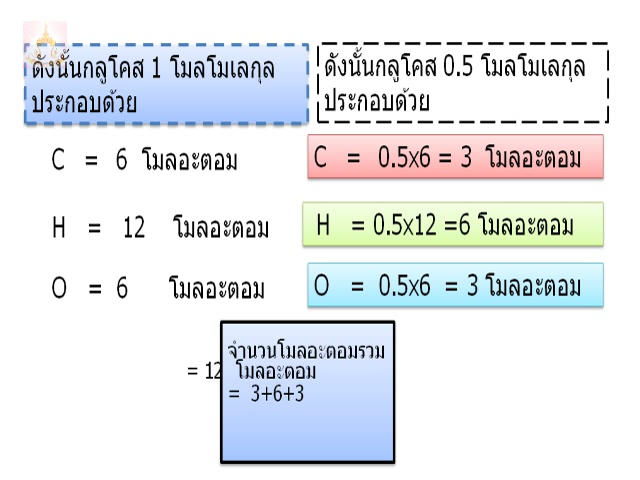 ดังนั้นกลูโคส 1 โมลโมเลกุล
ประกอบด้วย
ดังนั้นกลูโคส 0.5 โมลโมเลกุล
ประกอบด้วย
C = 6 โมลอะตอม
C = 0.5x6 = 3 โมลอะตอม
H = 12 โมลอะตอม
H = 0.5x12 =6 โมลอะตอม
O = 6 โมลอะตอม
O = 0.5x6 = 3 โมลอะตอม
จำนวนโมลอะตอมรวม
= 12 โมลอะตอม
= 3+6+3